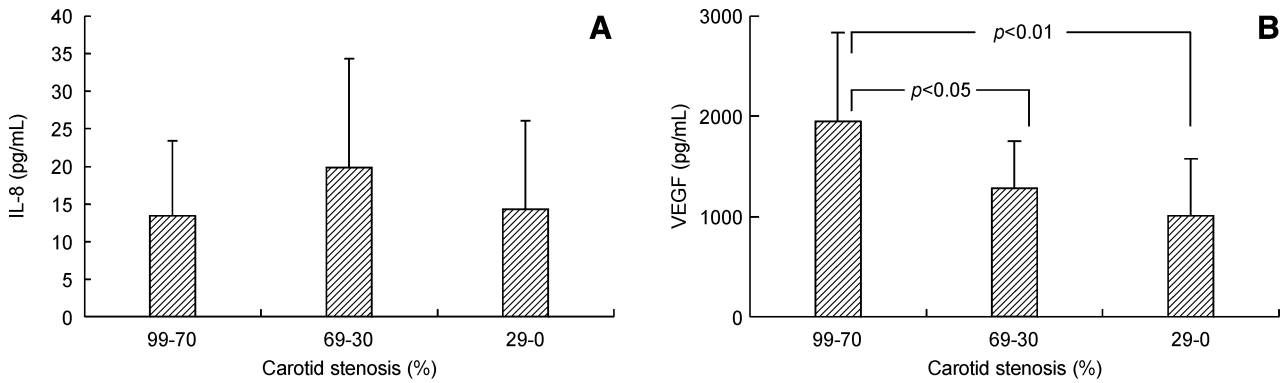 A
IL-8 (pg/mL)
40
35
30
25
20
15
10
5
0
99-70
69-30
29-0
Carotid stenosis (%)
B
VEGF (pg/mL)
3000
2000
1000
0
p<0.01
p<0.05
99-70
69-30
29-0
Carotid stenosis (%)